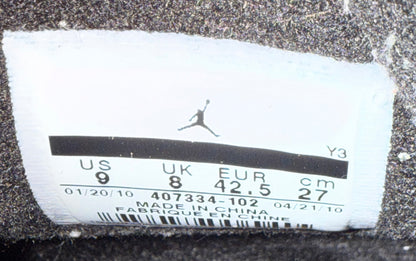 Y3
US UK EUR cm
9 8 42.5 27
01/20/10 407334-102 04/21/10
MADE IN CHINA
FABRIQUE EN CHINE